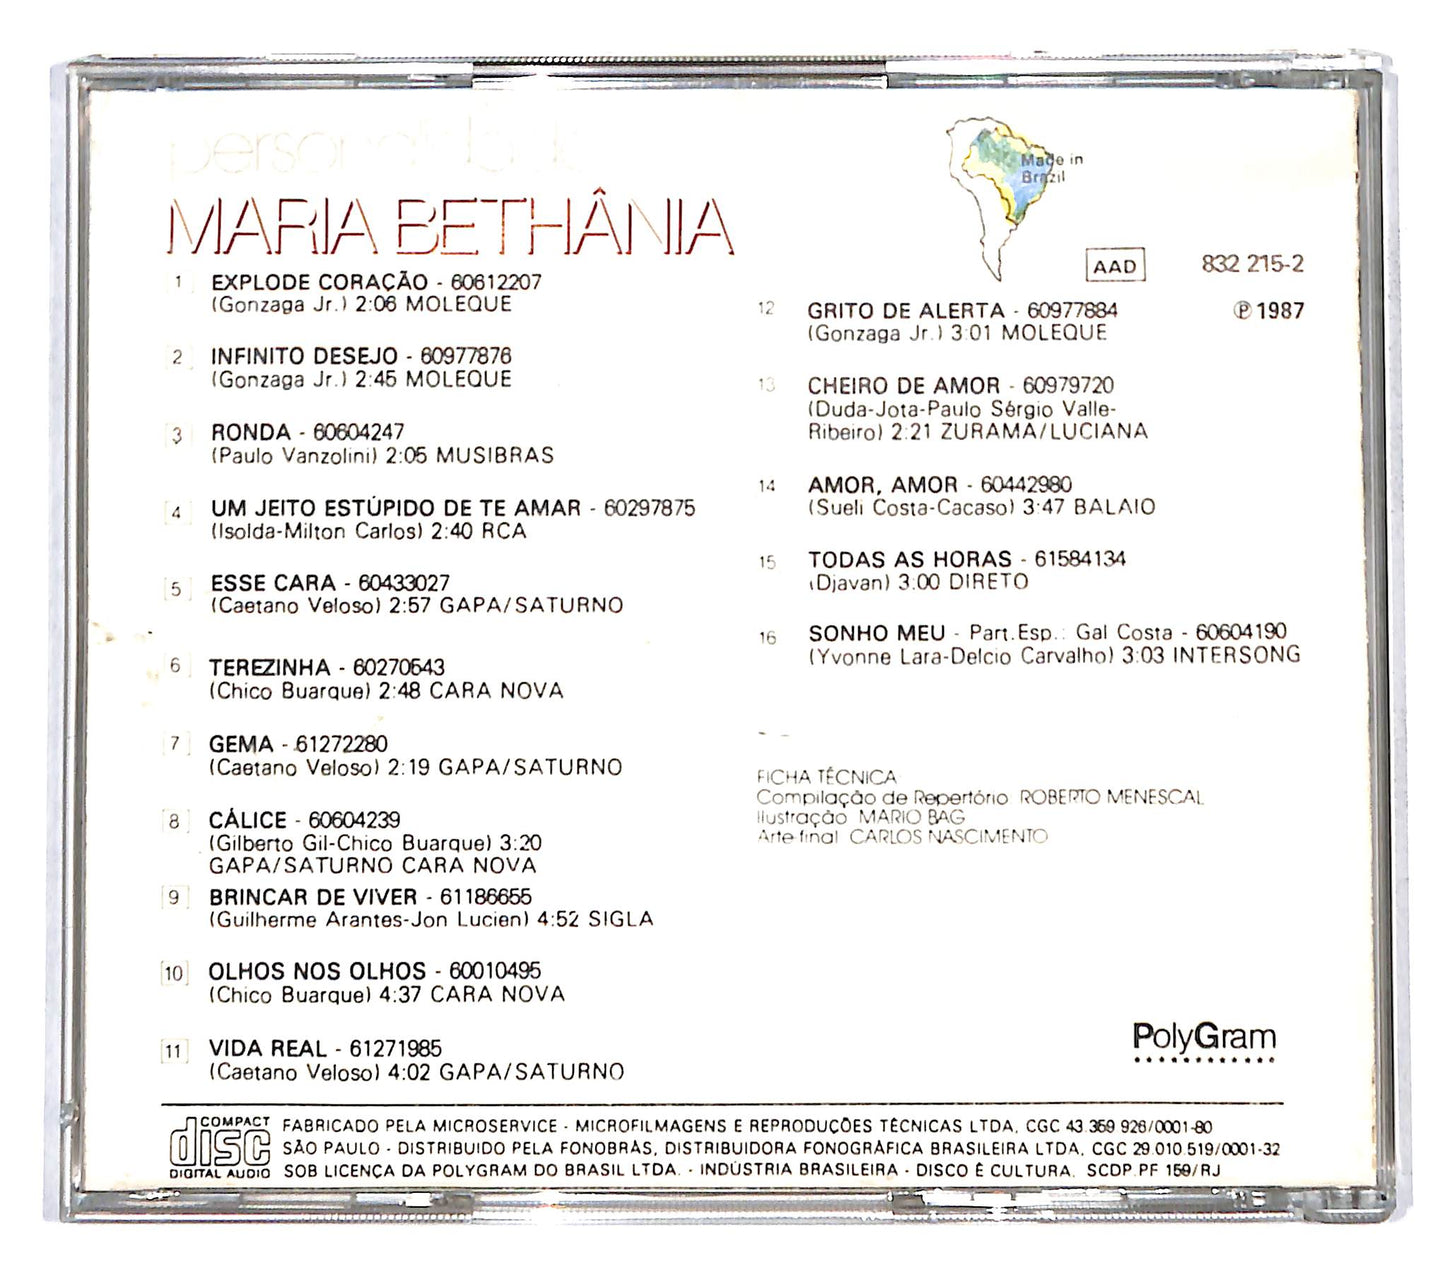 MARIA BETHÂNIA
1 EXPLODE CORAÇÃO - 60612207
(Gonzaga Jr.) 2:06 MOLEQUE
2 INFINITO DESEJO - 60977876
(Gonzaga Jr.) 2:45 MOLEQUE
3 RONDA - 60604247
(Paulo Vanzolini) 2:05 MUSIBRAS
4 UM JEITO ESTÚPIDO DE TE AMAR - 60297875
(Isolda-Milton Carlos) 2:40 RCA
5 ESSE CARA - 60433027
(Caetano Veloso) 2:57 GAPA/SATURNO
6 TEREZINHA - 60270543
(Chico Buarque) 2:48 CARA NOVA
7 GEMA - 61272280
(Caetano Veloso) 2:19 GAPA/SATURNO
8 CÁLICE - 60604239
(Gilberto Gil-Chico Buarque) 3:20
GAPA/SATURNO CARA NOVA
9 BRINCAR DE VIVER - 61186655
(Guilherme Arantes-Jon Lucien) 4:52 SIGLA
10 OLHOS NOS OLHOS - 60010495
(Chico Buarque) 4:37 CARA NOVA
11 VIDA REAL - 61271985
(Caetano Veloso) 4:02 GAPA/SATURNO
Made in
Brazil
AAD 832 215-2
℗ 1987
12 GRITO DE ALERTA - 60977884
(Gonzaga Jr.) 3:01 MOLEQUE
13 CHEIRO DE AMOR - 60979720
(Duda-Jota-Paulo Sérgio Valle-
Ribeiro) 2:21 ZURAMA/LUCIANA
14 AMOR, AMOR - 60442980
(Sueli Costa-Cacaso) 3:47 BALAIO
15 TODAS AS HORAS - 61584134
(Djavan) 3:00 DIRETO
16 SONHO MEU - Part.Esp.: Gal Costa - 60604190
(Yvonne Lara-Delcio Carvalho) 3:03 INTERSONG
FICHA TÉCNICA
Compilação de Repertório ROBERTO MENESCAL
Ilustração MARIO BAG
Arte final CARLOS NASCIMENTO
PolyGram
COMPACT
disc
DIGITAL AUDIO
FABRICADO PELA MICROSERVICE - MICROFILMAGENS E REPRODUÇÕES TÉCNICAS LTDA. CGC 43.359.926/0001-80
SÃO PAULO - DISTRIBUIDO PELA FONOBRÁS, DISTRIBUIDORA FONOGRÁFICA BRASILEIRA LTDA. CGC 29.010.519/0001-32
SOB LICENÇA DA POLYGRAM DO BRASIL LTDA. - INDÚSTRIA BRASILEIRA - DISCO É CULTURA. SCDP.PF 159/RJ